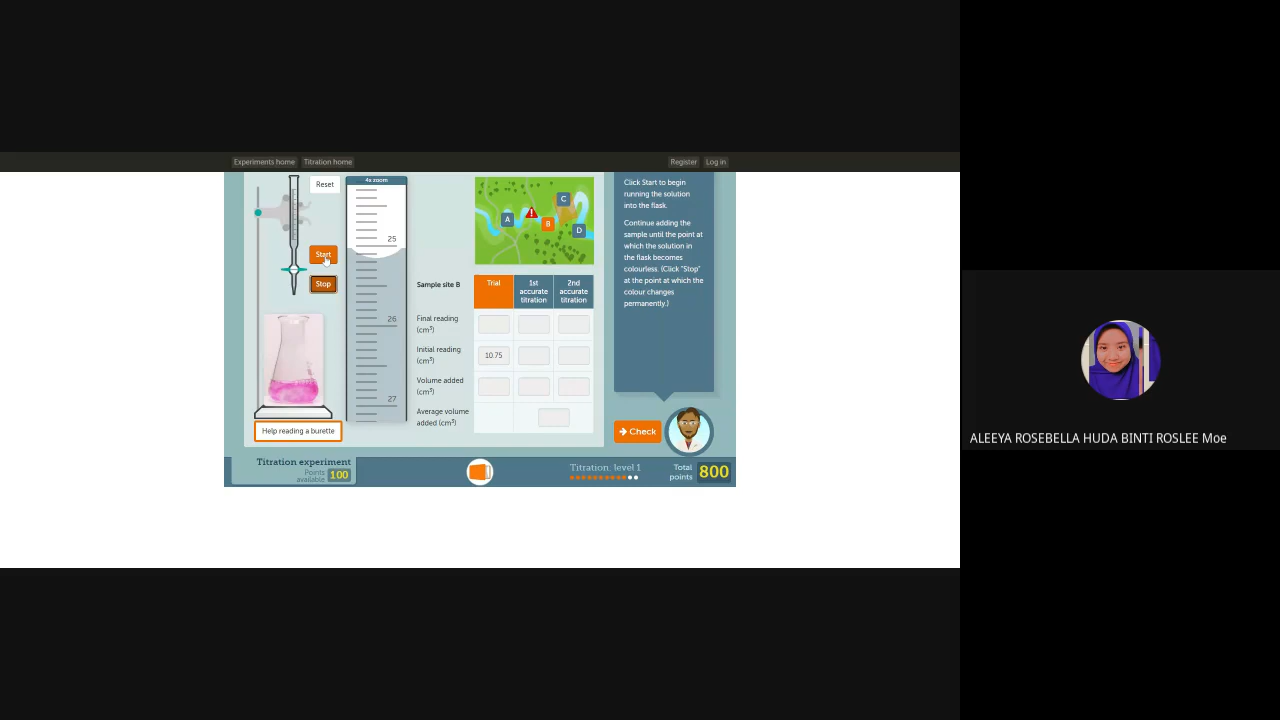 Experiments home
Titration home
Register
Log in
Reset
4x zoom
Start
Stop
25
26
27
Help reading a burette
A
B
C
D
Sample site B
Trial
1st accurate titration
2nd accurate titration
Final reading (cm³)
Initial reading (cm³)
10.75
Volume added (cm³)
Average volume added (cm³)
Click Start to begin
running the solution
into the flask.
Continue adding the
sample until the point at
which the solution in
the flask becomes
colourless. (Click "Stop"
at the point at which the
colour changes
permanently.)
Check
Titration experiment
Points available 100
Titration: level 1
Total points 800
ALEEYA ROSEBELLA HUDA BINTI ROSLEE Moe